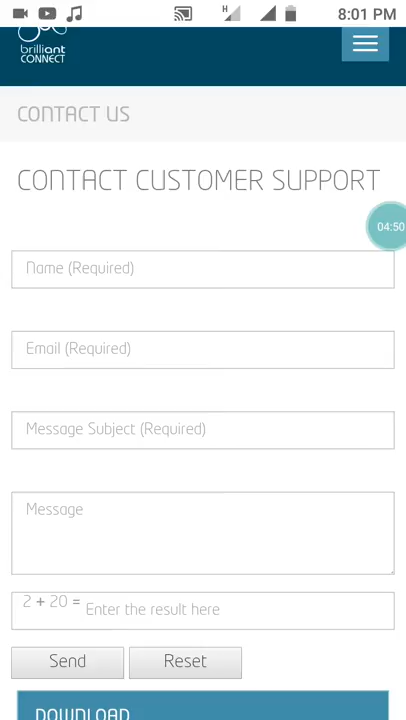 H
8:01 PM
brilliant
CONNECT
CONTACT US
CONTACT CUSTOMER SUPPORT
04:50
Name (Required)
Email (Required)
Message Subject (Required)
Message
2 + 20 = Enter the result here
Send Reset
DOWNLOAD